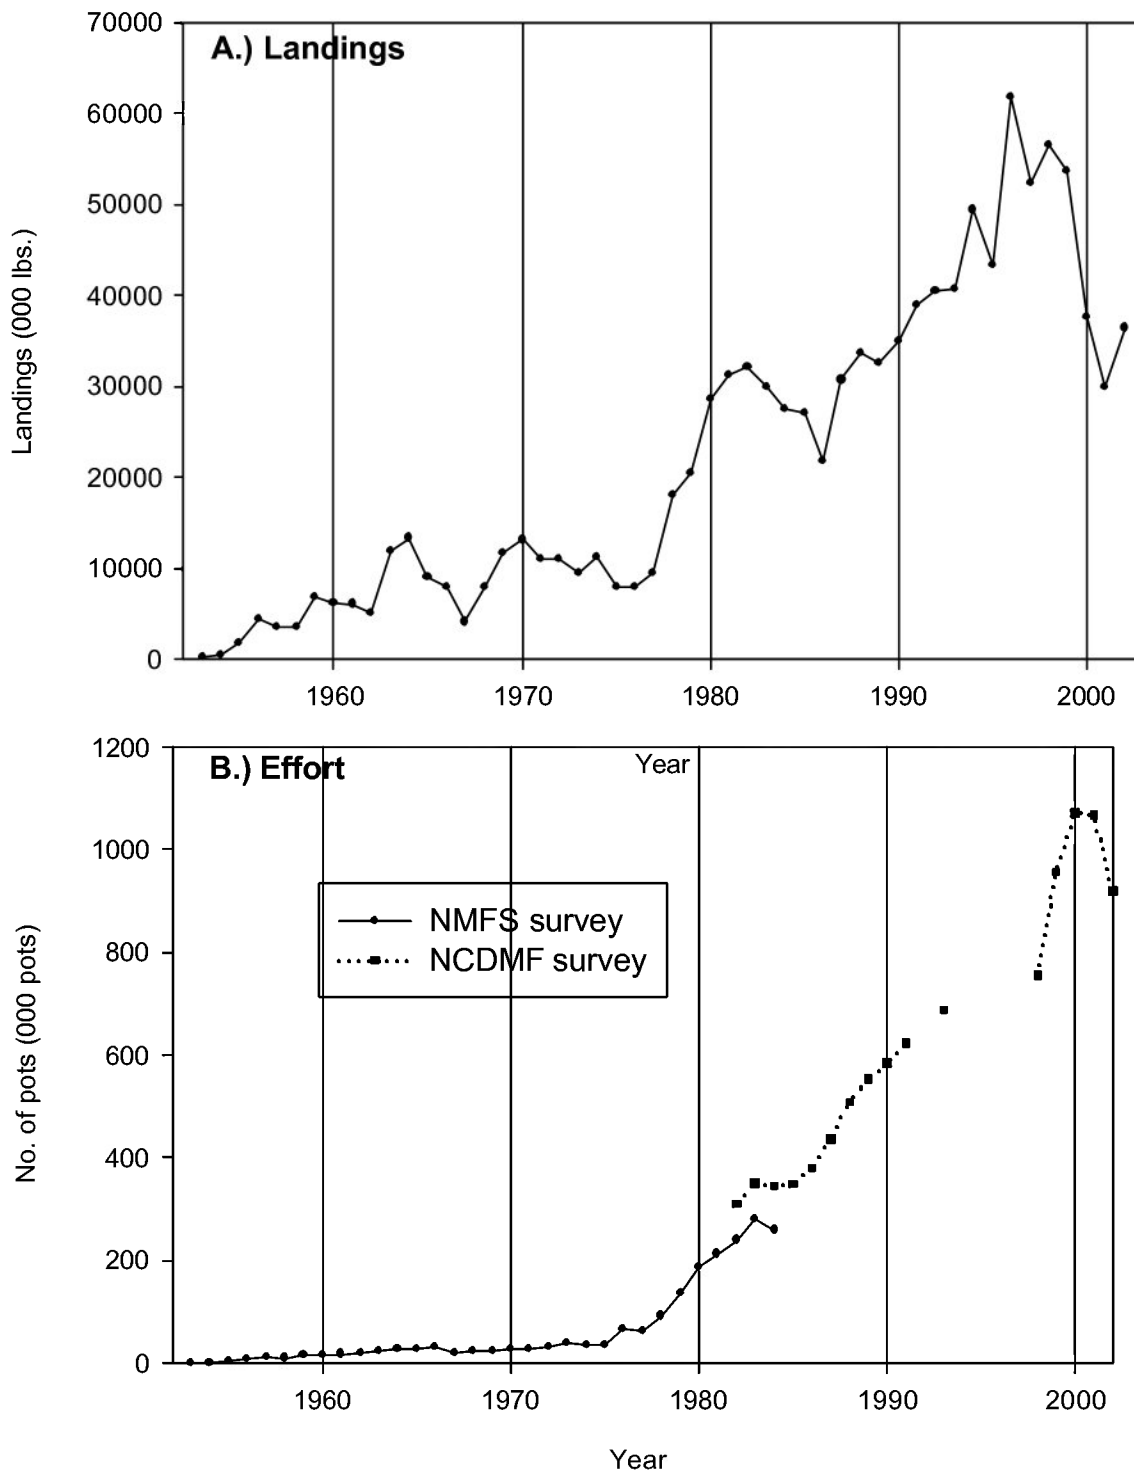 70000
A.) Landings
60000
50000
40000
30000
20000
10000
0
Landings (000 lbs.)
1960 1970 1980 1990 2000
Year
1200
B.) Effort
1000
800
600
400
200
0
No. of pots (000 pots)
NMFS survey
NCDMF survey
1960 1970 1980 1990 2000
Year